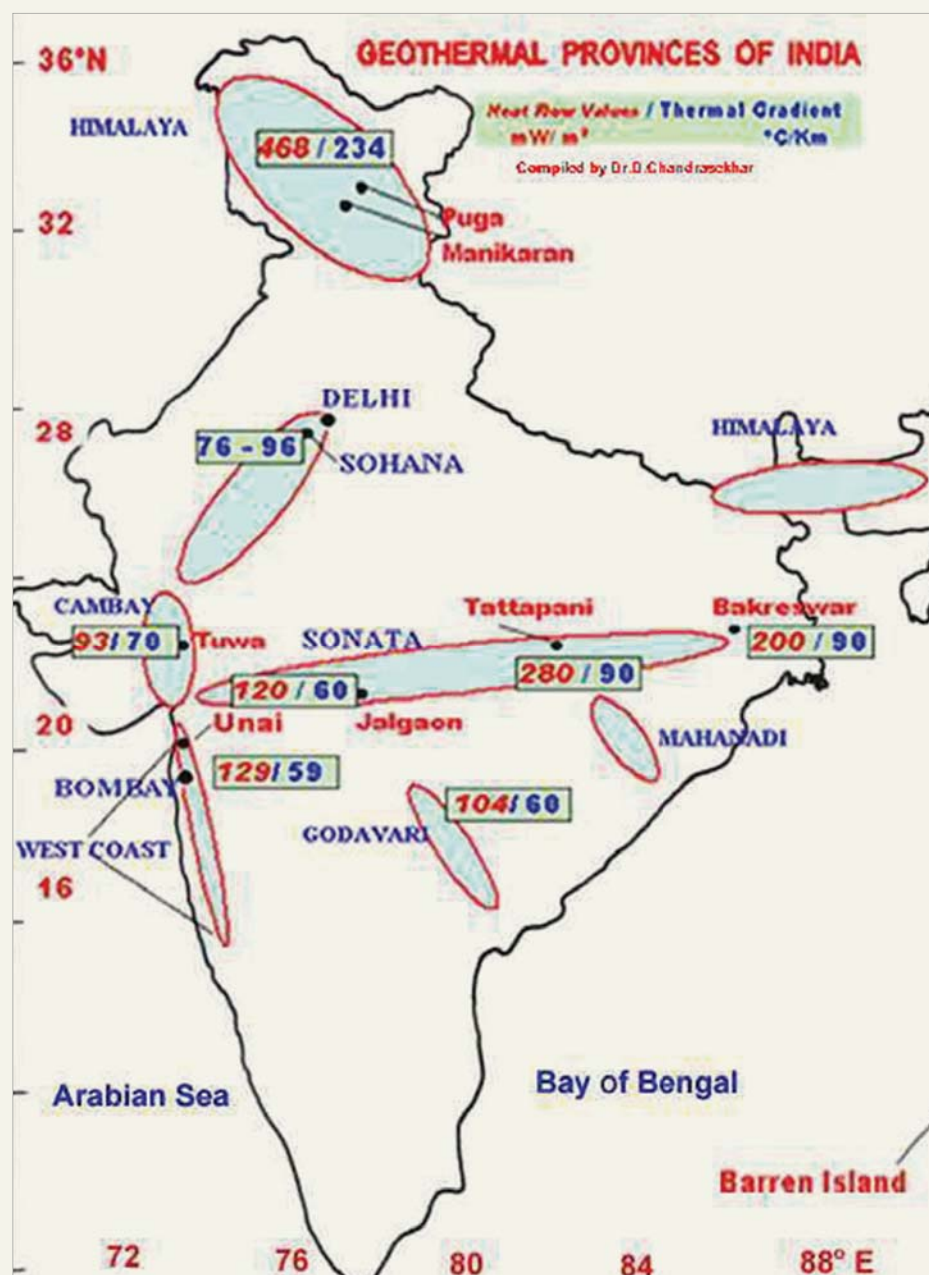 GEOTHERMAL PROVINCES OF INDIA
36°N
Heat Flow Values / Thermal Gradient
mW/ m² °C/Km
HIMALAYA
468 / 234
Compiled by Dr.D.Chandrasekhar
Puga
32
Manikaran
DELHI
28
HIMALAYA
76 - 96
SOHANA
CAMBAY
Tattapani
Bakreswar
93/ 70
Tuwa
SONATA
200 / 90
280 / 90
120 / 60
20
Unai
Jalgaon
MAHANADI
129/ 59
BOMBAY
104/ 60
GODAVARI
WEST COAST
16
Arabian Sea
Bay of Bengal
Barren Island
72 76 80 84 88° E